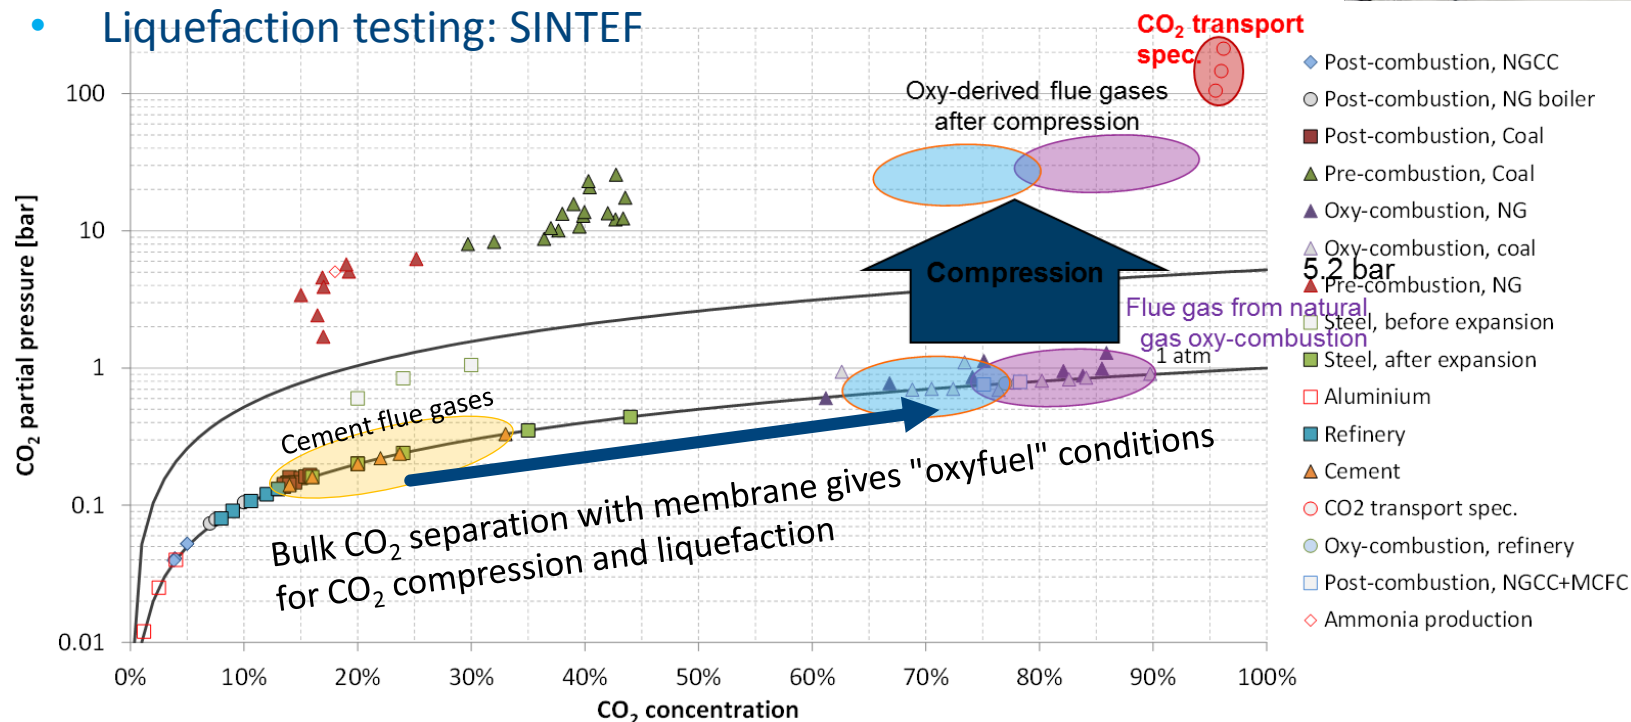 • Liquefaction testing: SINTEF
CO2 transport
spec.
Oxy-derived flue gases
after compression
Compression
5.2 bar
Flue gas from natural
gas oxy-combustion
1 atm
Cement flue gases
Bulk CO2 separation with membrane gives "oxyfuel" conditions
for CO2 compression and liquefaction
CO2 partial pressure [bar]
100
10
1
0.1
0.01
0% 10% 20% 30% 40% 50% 60% 70% 80% 90% 100%
CO2 concentration
Post-combustion, NGCC
Post-combustion, NG boiler
Post-combustion, Coal
Pre-combustion, Coal
Oxy-combustion, NG
Oxy-combustion, coal
Pre-combustion, NG
Steel, before expansion
Steel, after expansion
Aluminium
Refinery
Cement
CO2 transport spec.
Oxy-combustion, refinery
Post-combustion, NGCC+MCFC
Ammonia production